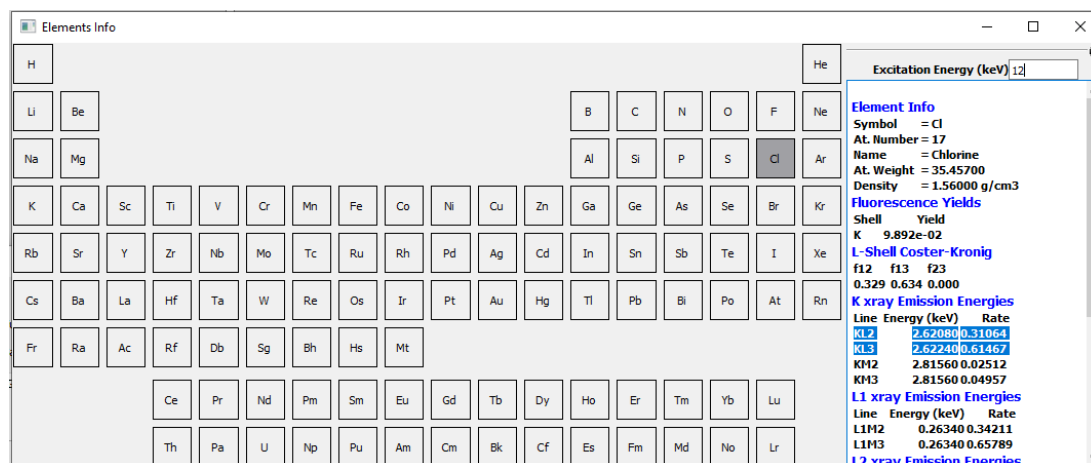 Elements Info
Excitation Energy (keV) 12
H He
Li Be B C N O F Ne
Na Mg Al Si P S Cl Ar
K Ca Sc Ti V Cr Mn Fe Co Ni Cu Zn Ga Ge As Se Br Kr
Rb Sr Y Zr Nb Mo Tc Ru Rh Pd Ag Cd In Sn Sb Te I Xe
Cs Ba La Hf Ta W Re Os Ir Pt Au Hg Tl Pb Bi Po At Rn
Fr Ra Ac Rf Db Sg Bh Hs Mt
Ce Pr Nd Pm Sm Eu Gd Tb Dy Ho Er Tm Yb Lu
Th Pa U Np Pu Am Cm Bk Cf Es Fm Md No Lr
Element Info
Symbol = Cl
At. Number = 17
Name = Chlorine
At. Weight = 35.45700
Density = 1.56000 g/cm3
Fluorescence Yields
Shell Yield
K 9.892e-02
L-Shell Coster-Kronig
f12 f13 f23
0.329 0.634 0.000
K xray Emission Energies
Line Energy (keV) Rate
KL2 2.62080 0.31064
KL3 2.62240 0.61467
KM2 2.81560 0.02512
KM3 2.81560 0.04957
L1 xray Emission Energies
Line Energy (keV) Rate
L1M2 0.26340 0.34211
L1M3 0.26340 0.65789
L2 xray Emission Energies